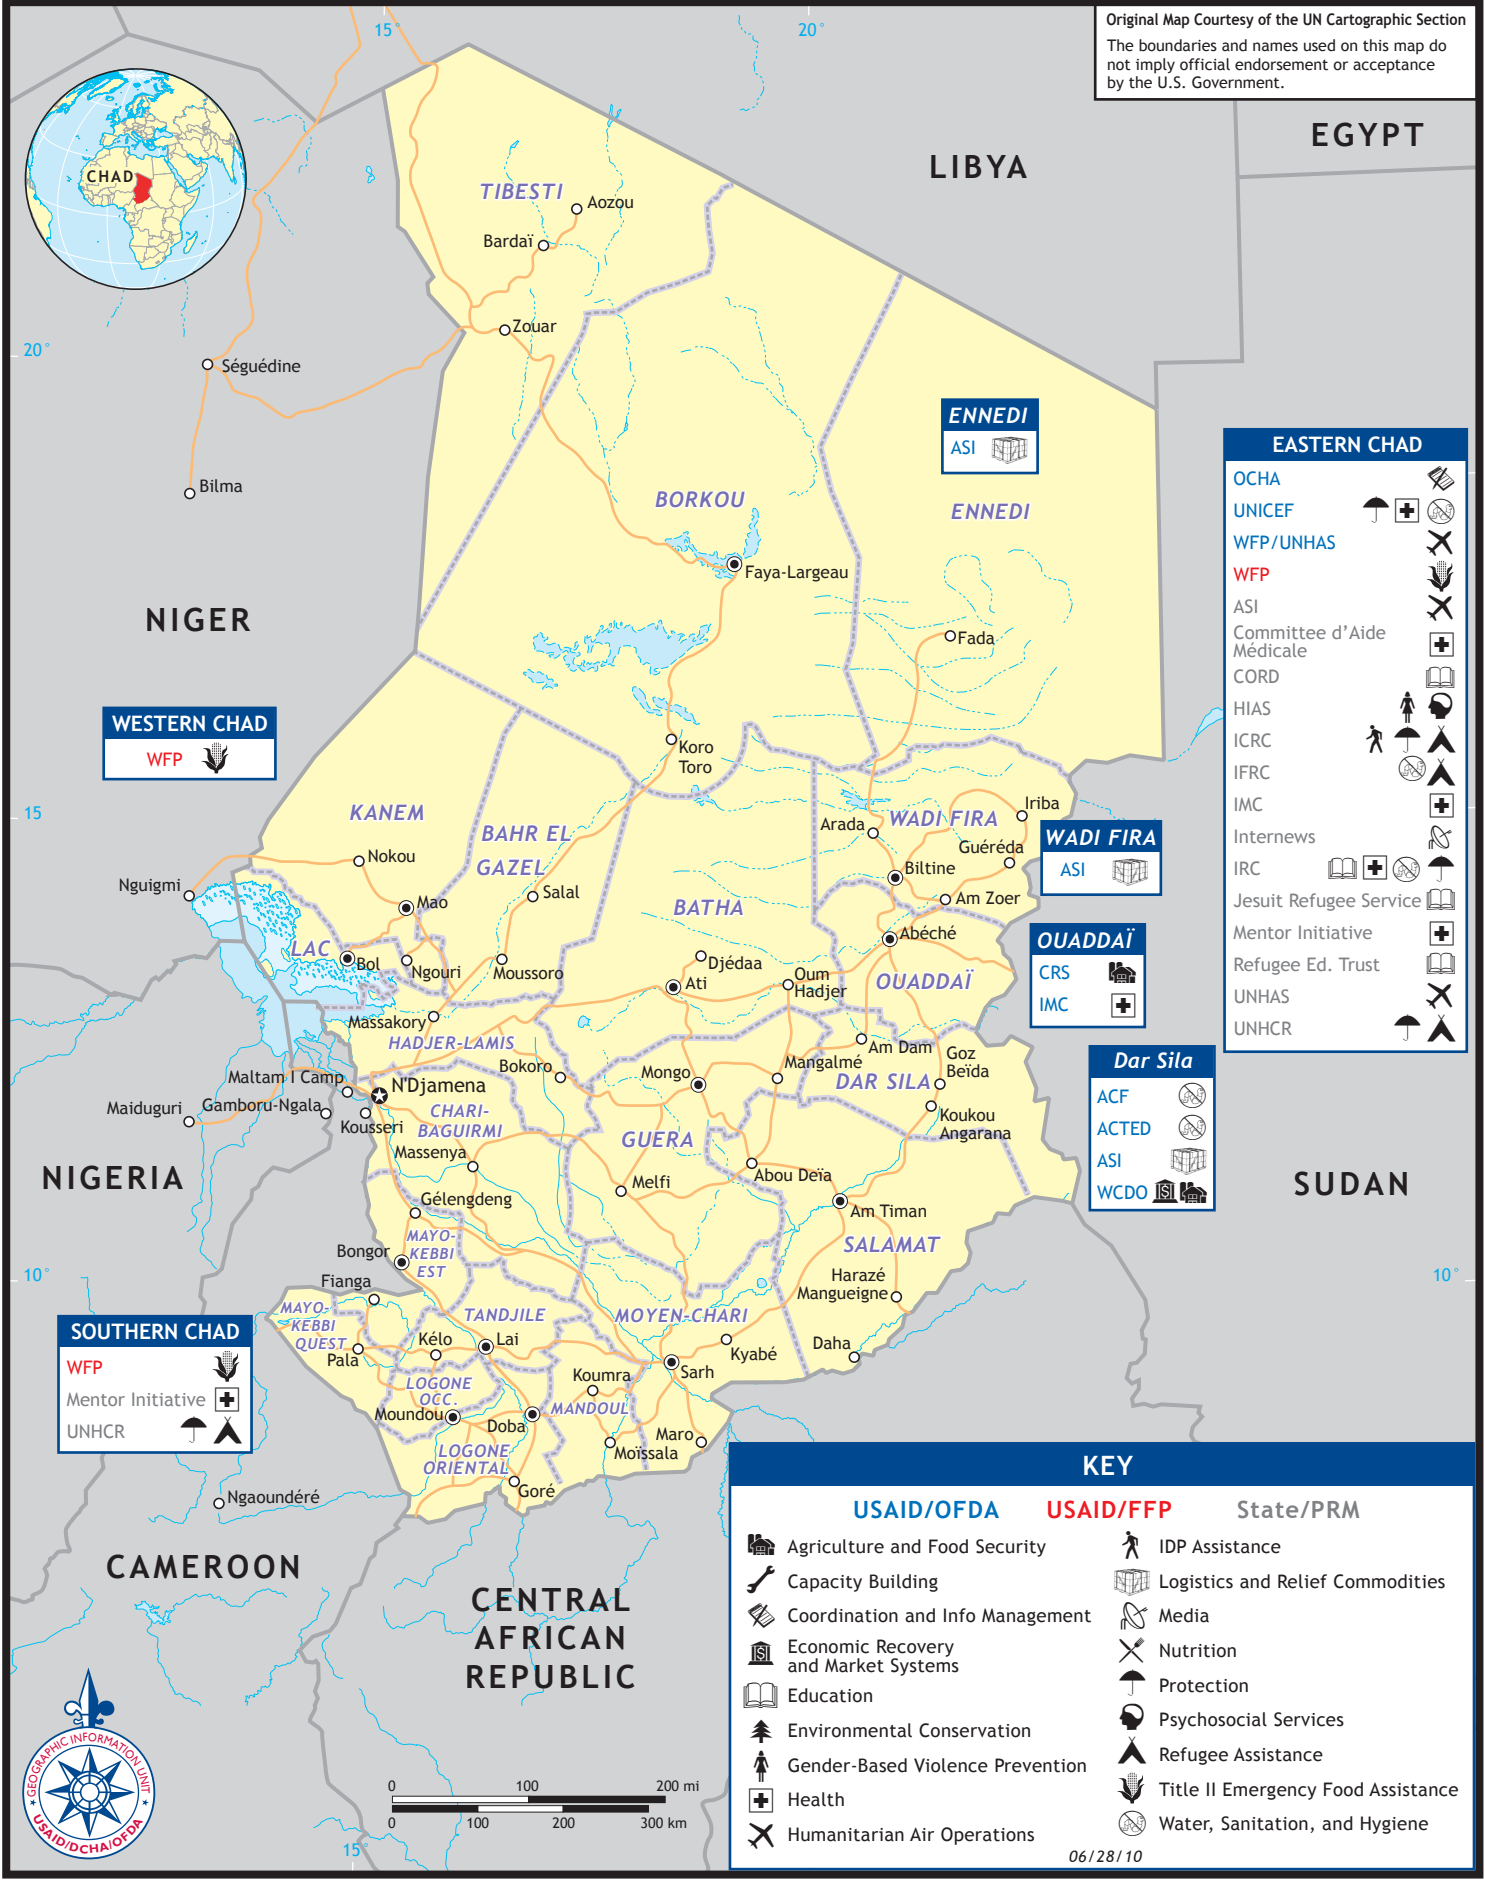 Original Map Courtesy of the UN Cartographic Section
The boundaries and names used on this map do
not imply official endorsement or acceptance
by the U.S. Government.
15°
20°
EGYPT
LIBYA
CHAD
TIBESTI
Aozou
Bardaï
Zouar
20°
Séguédine
Bilma
ENNEDI
ASI
BORKOU
ENNEDI
Faya-Largeau
Fada
NIGER
EASTERN CHAD
OCHA
UNICEF
WFP/UNHAS
WFP
ASI
Committee d'Aide
Médicale
CORD
HIAS
ICRC
IFRC
IMC
Internews
IRC
Jesuit Refugee Service
Mentor Initiative
Refugee Ed. Trust
UNHAS
UNHCR
WESTERN CHAD
WFP
Koro
Toro
15
KANEM
BAHR EL
GAZEL
Nokou
Nguigmi
Mao
Salal
BATHA
Arada
WADI FIRA
Iriba
Guéréda
Biltine
Am Zoer
Abéché
WADI FIRA
ASI
LAC
Bol
Ngouri
Moussoro
Djédaa
Ati
Oum
Hadjer
OUADDAÏ
OUADDAÏ
CRS
IMC
Massakory
HADJER-LAMIS
Bokoro
Mongo
Mangalmé
Am Dam
Goz
Beïda
DAR SILA
Koukou
Angarana
Dar Sila
ACF
ACTED
ASI
WCDO
Maltam I Camp
N'Djamena
Maiduguri
Gamboru-Ngala
Kousseri
CHARI-
BAGUIRMI
Massenya
GUERA
NIGERIA
SUDAN
Melfi
Abou Deïa
Am Timan
Gélengdeng
SALAMAT
Bongor
MAYO-
KEBBI
EST
Fianga
Harazé
Mangueigne
10°
10°
MAYO-
KEBBI
QUEST
Pala
TANDJILE
MOYEN-CHARI
Kélo
Lai
Kyabé
Daha
Sarh
Koumra
LOGONE
OCC.
Moundou
Doba
MANDOUL
Maro
Moïssala
LOGONE
ORIENTAL
Goré
SOUTHERN CHAD
WFP
Mentor Initiative
UNHCR
Ngaoundéré
CAMEROON
CENTRAL
AFRICAN
REPUBLIC
KEY
USAID/OFDA
USAID/FFP
State/PRM
Agriculture and Food Security
Capacity Building
Coordination and Info Management
Economic Recovery
and Market Systems
Education
Environmental Conservation
Gender-Based Violence Prevention
Health
Humanitarian Air Operations
IDP Assistance
Logistics and Relief Commodities
Media
Nutrition
Protection
Psychosocial Services
Refugee Assistance
Title II Emergency Food Assistance
Water, Sanitation, and Hygiene
06/28/10
GEOGRAPHIC INFORMATION UNIT
USAID/DCHA/OFDA
0 100 200 mi
0 100 200 300 km
15°